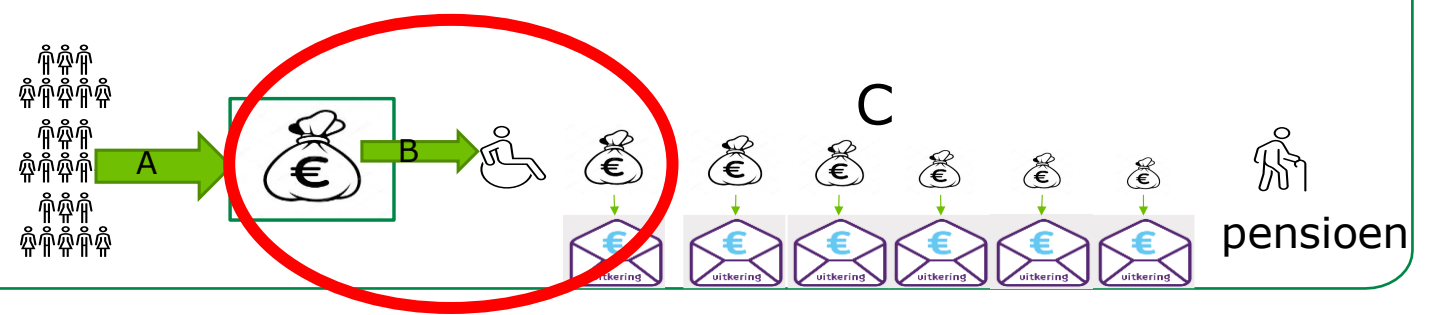 C
A
B
€
€ € € € € €
€ € € € € €
uitkering uitkering uitkering uitkering uitkering uitkering
pensioen